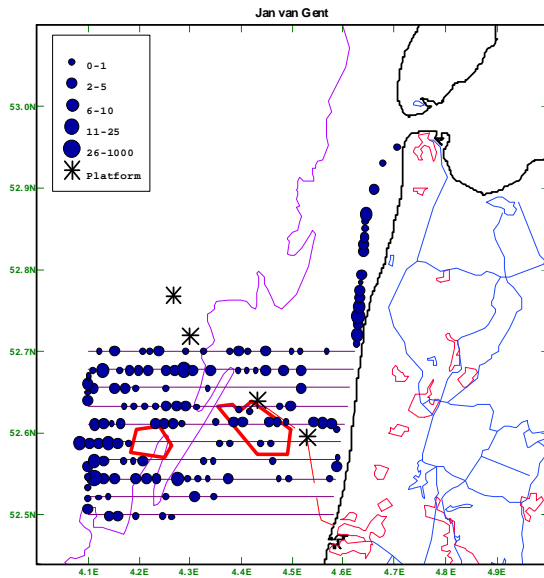 Jan van Gent
0-1
2-5
6-10
11-25
26-1000
Platform
53.0N
52.9N
52.8N
52.7N
52.6N
52.5N
4.1E 4.2E 4.3E 4.4E 4.5E 4.6E 4.7E 4.8E 4.9E